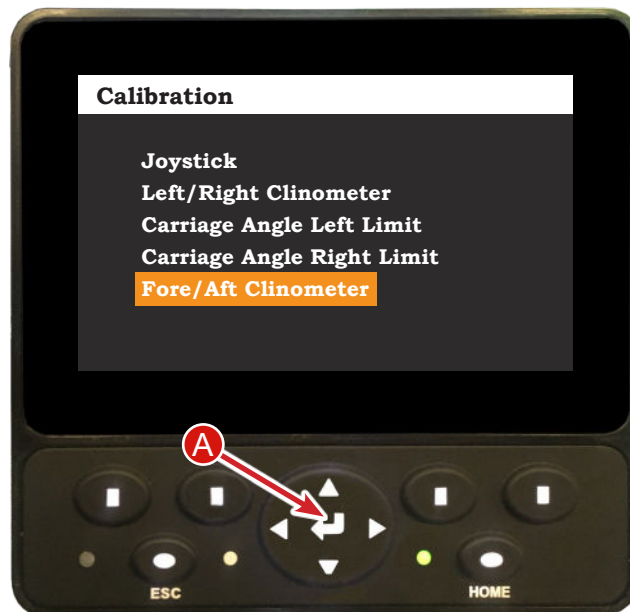 Calibration
Joystick
Left/Right Clinometer
Carriage Angle Left Limit
Carriage Angle Right Limit
Fore/Aft Clinometer
A
ESC
HOME